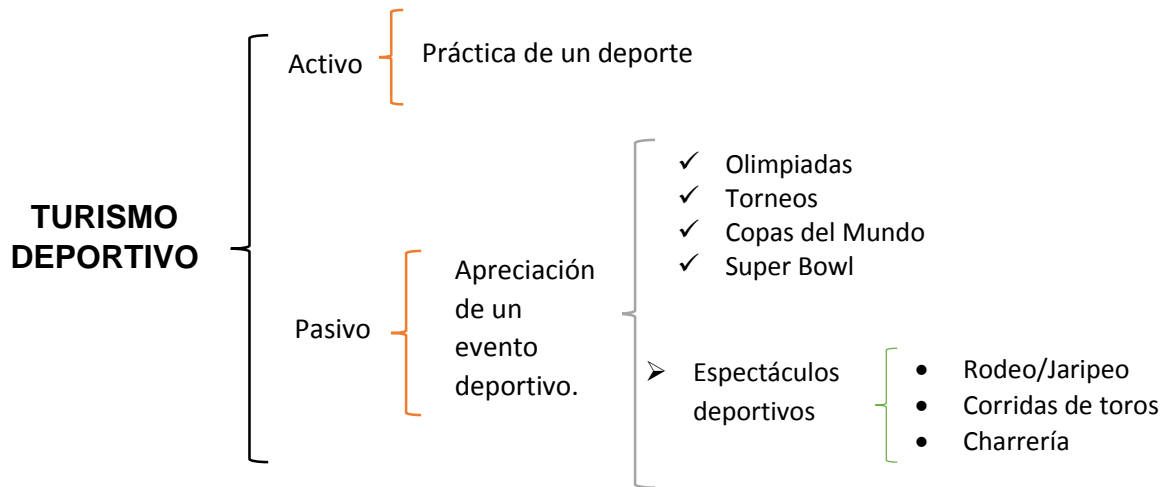 TURISMO
DEPORTIVO
Activo
Práctica de un deporte
Pasivo
Apreciación
de un
evento
deportivo.
✓ Olimpiadas
✓ Torneos
✓ Copas del Mundo
✓ Super Bowl
➢ Espectáculos
deportivos
• Rodeo/Jaripeo
• Corridas de toros
• Charrería